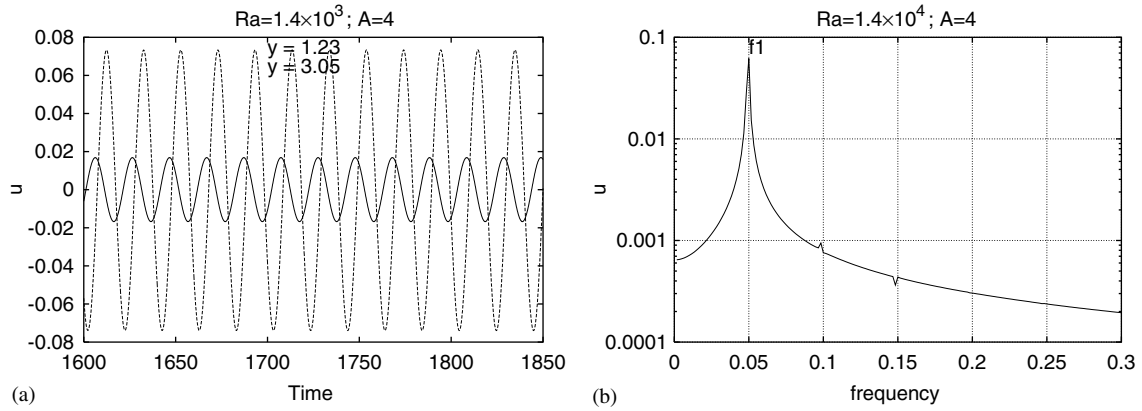 Ra=1.4×10³; A=4
y = 1.23
y = 3.05
0.08
0.06
0.04
0.02
0
-0.02
-0.04
-0.06
-0.08
u
1600
1650
1700
1750
1800
1850
Time
(a)
Ra=1.4×10⁴; A=4
f1
0.1
0.01
0.001
0.0001
u
0
0.05
0.1
0.15
0.2
0.25
0.3
frequency
(b)